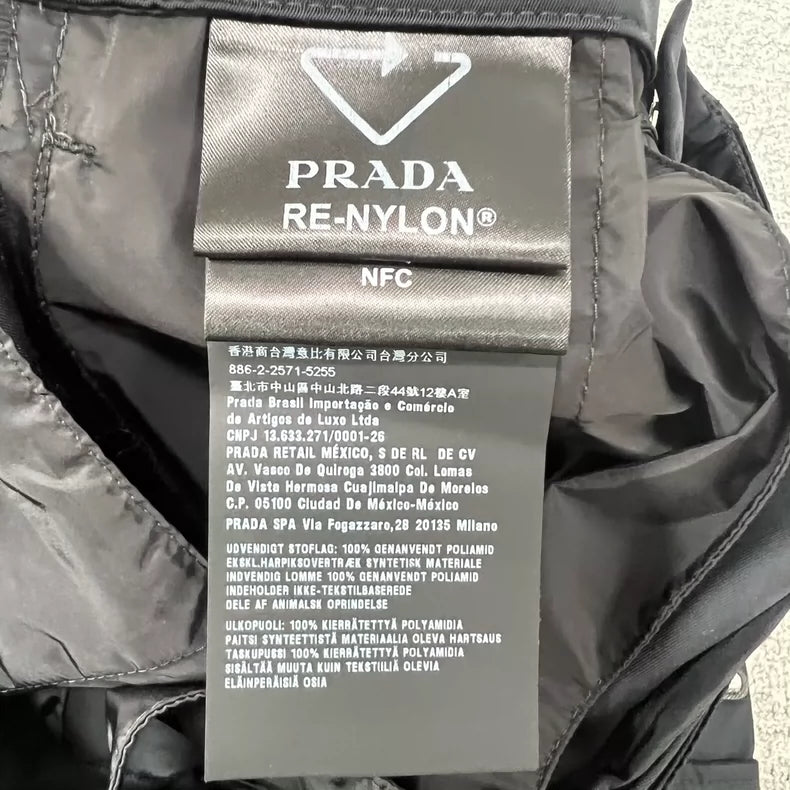 PRADA
RE-NYLON®
NFC
香港商台灣意比有限公司台灣分公司
886-2-2571-5255
臺北市中山區中山北路二段44號12樓A室
Prada Brasil Importação e Comércio
de Artigos de Luxo Ltda
CNPJ 13.633.271/0001-26
PRADA RETAIL MÉXICO, S DE RL DE CV
AV. Vasco De Quiroga 3800 Col. Lomas
De Vista Hermosa Cuajimalpa De Morelos
C.P. 05100 Ciudad De México-México
PRADA SPA Via Fogazzaro,28 20135 Milano
UDVENDIGT STOFLAG: 100% GENANVENDT POLIAMID
EKSKL.HARPIKSOVERTRÆK SYNTETISK MATERIALE
INDVENDIG LOMME 100% GENANVENDT POLIAMID
INDEHOLDER IKKE-TEKSTILBASEREDE
DELE AF ANIMALSK OPRINDELSE
ULKOPUOLI: 100% KIERRÄTETTYÄ POLYAMIDIA
PAITSI SYNTEETTISTÄ MATERIAALIA OLEVA HARTSAUS
TASKUPUSSI 100% KIERRÄTETTYÄ POLYAMIDIA
SISÄLTÄÄ MUUTA KUIN TEKSTIILIÄ OLEVIA
ELÄINPERÄISIÄ OSIA